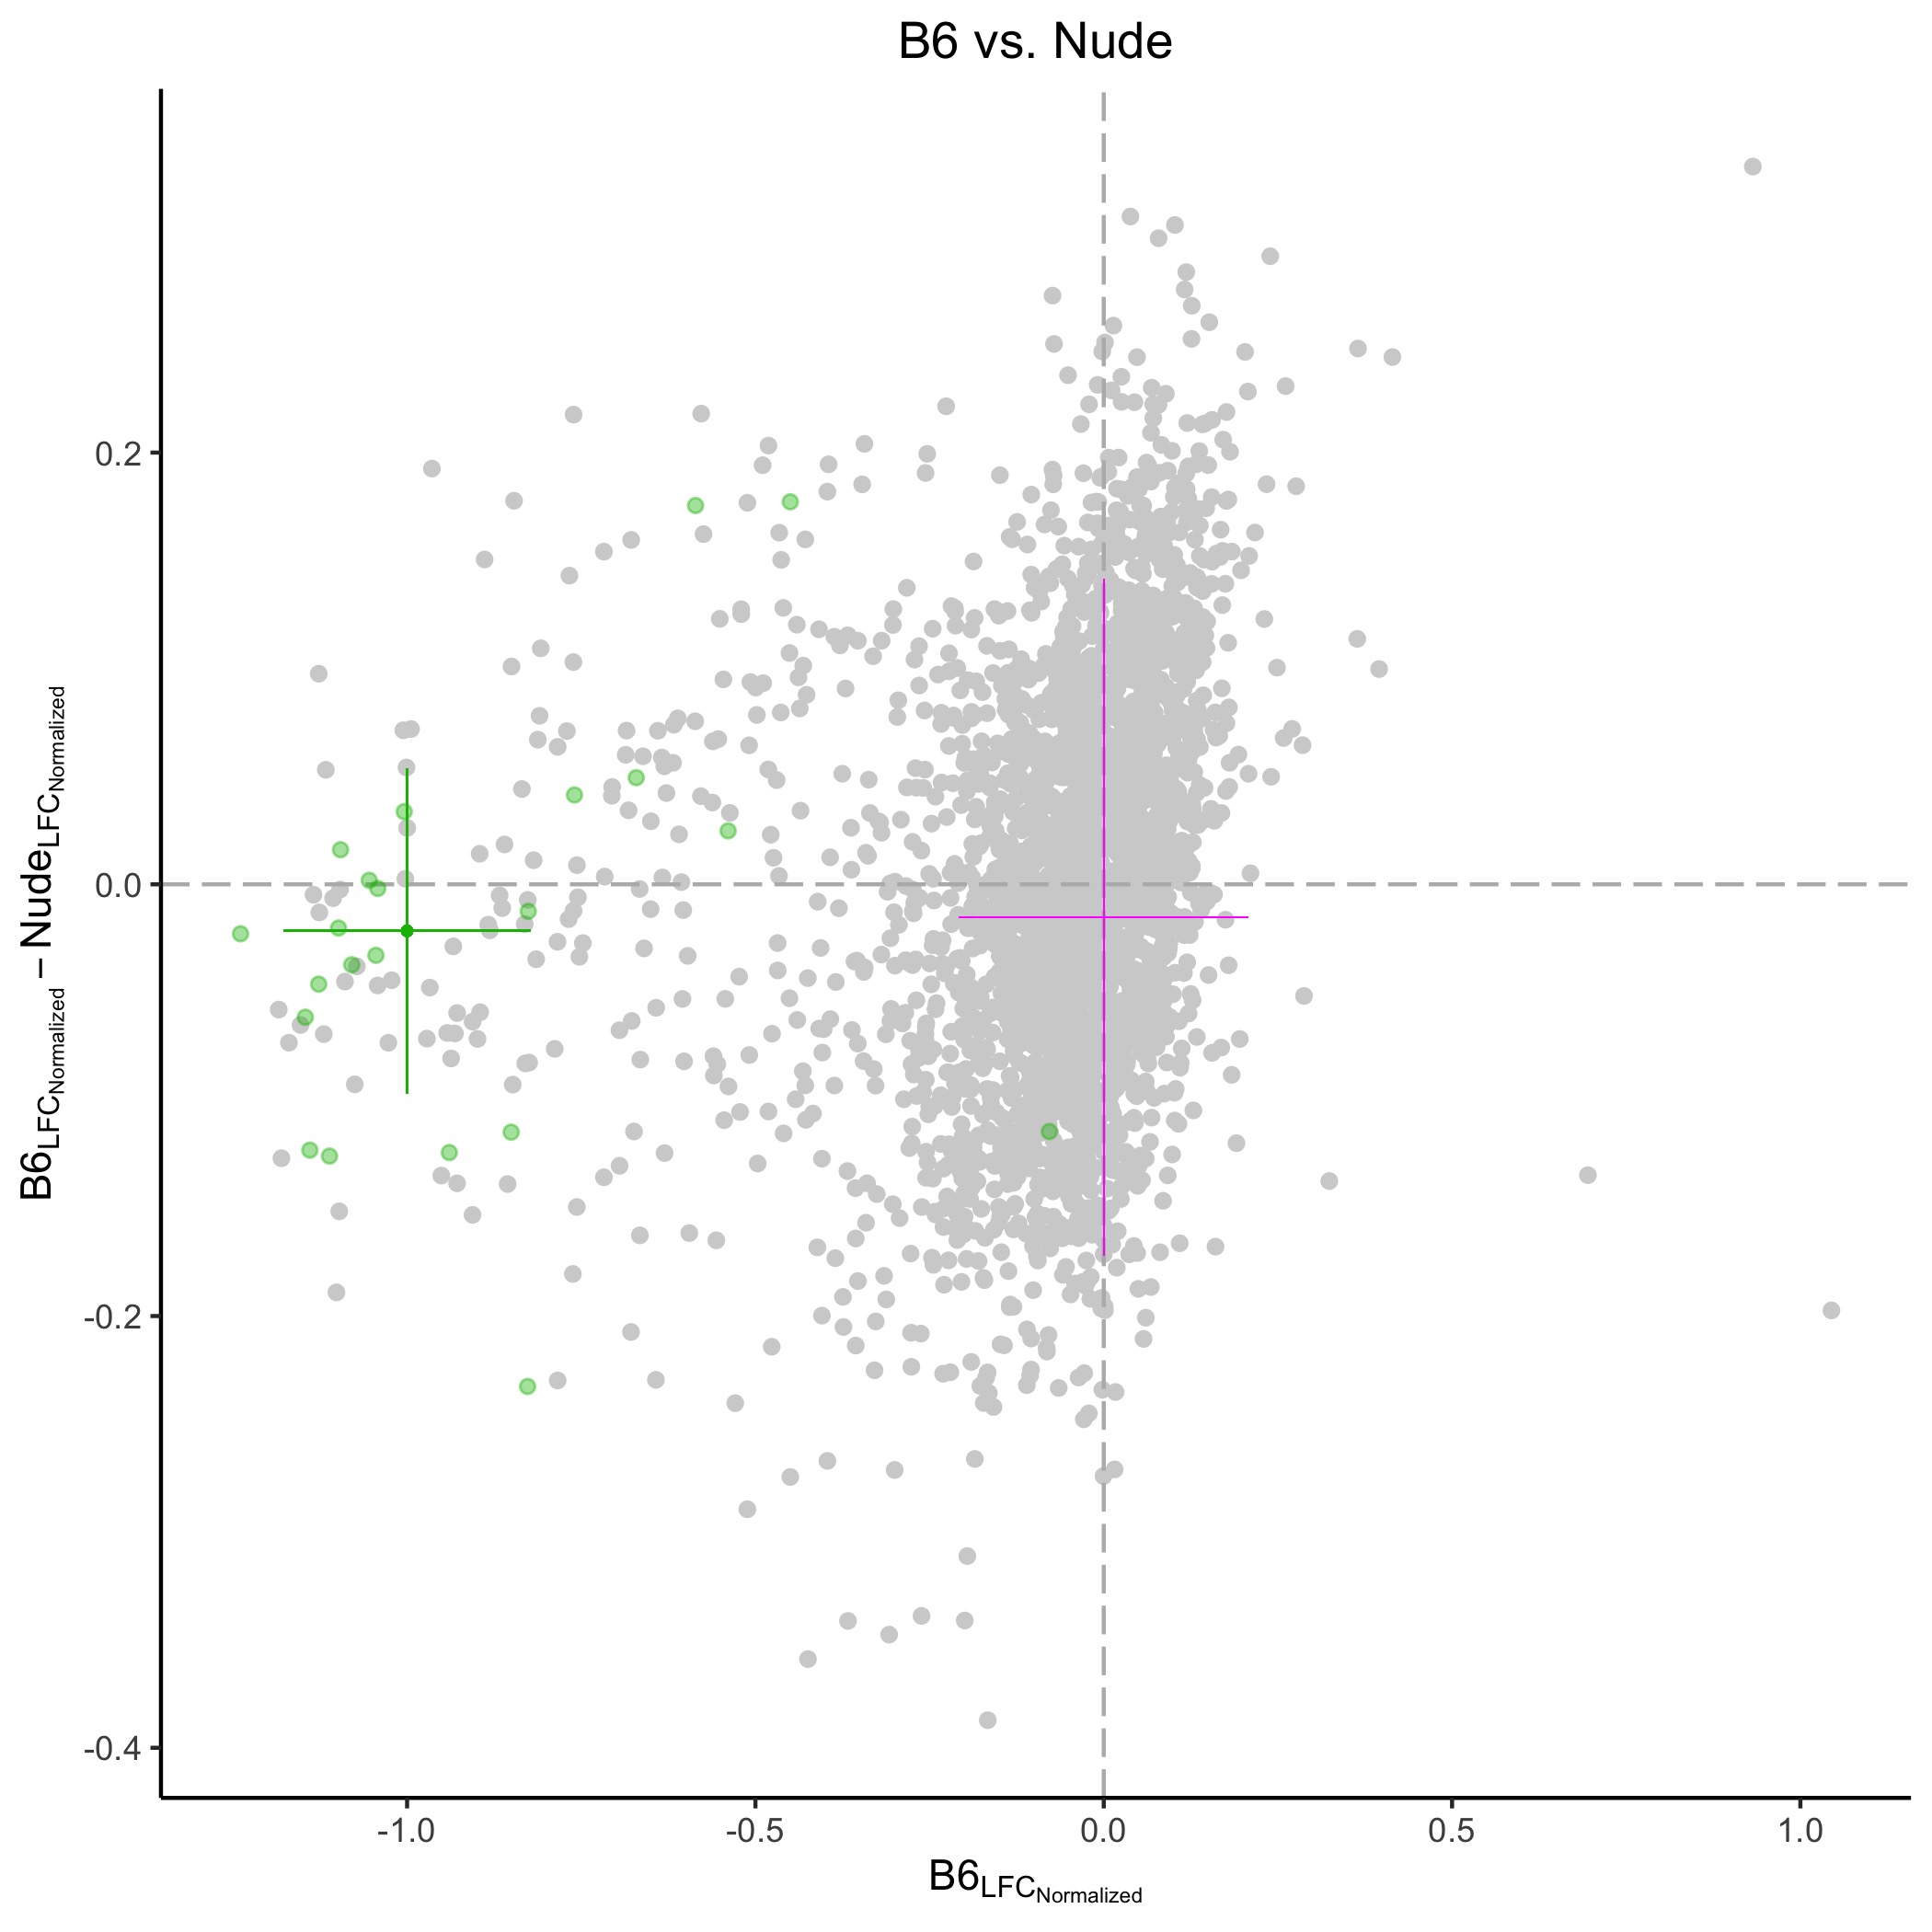 B6 vs. Nude
B6LFCNormalized − NudeLFCNormalized
0.2
0.0
-0.2
-0.4
-1.0 -0.5 0.0 0.5 1.0
B6LFCNormalized